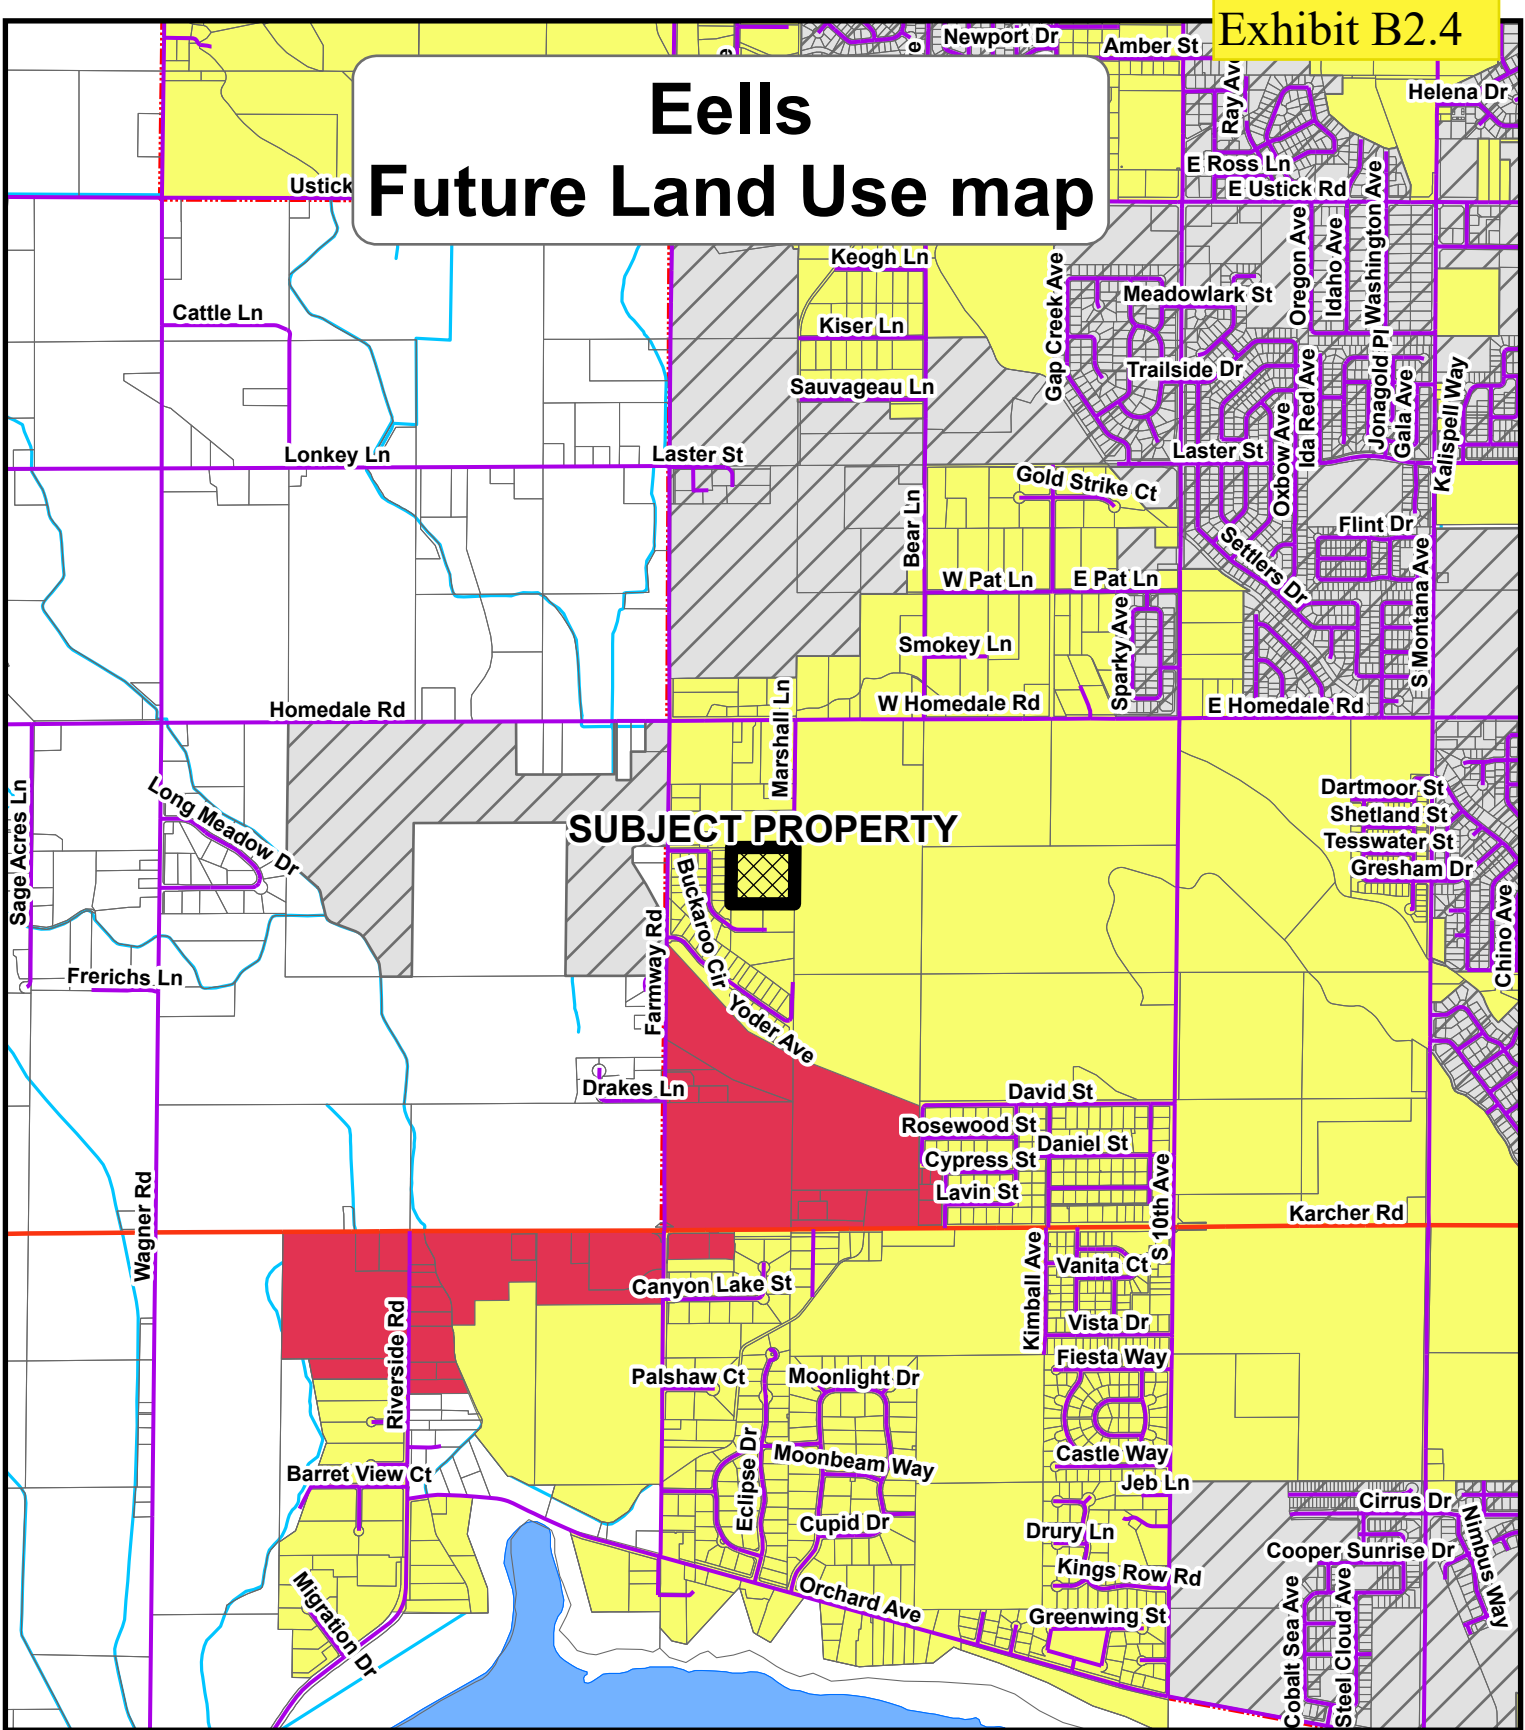 Exhibit B2.4
Eells
Future Land Use map
Newport Dr
Amber St
Ray Ave
Helena Dr
E Ross Ln
E Ustick Rd
Ustick
Keogh Ln
Kiser Ln
Sauvageau Ln
Cattle Ln
Lonkey Ln
Laster St
Gap Creek Ave
Meadowlark St
Trailside Dr
Oregon Ave
Idaho Ave
Washington Ave
Jonagold Pl
Gala Ave
Kalispell Way
Ida Red Ave
Oxbow Ave
Laster St
Gold Strike Ct
Bear Ln
Flint Dr
Settlers Dr
S Montana Ave
W Pat Ln
E Pat Ln
Sparky Ave
Smokey Ln
Homedale Rd
Marshall Ln
W Homedale Rd
E Homedale Rd
Sage Acres Ln
Long Meadow Dr
SUBJECT PROPERTY
Dartmoor St
Shetland St
Tesswater St
Gresham Dr
Chino Ave
Buckaroo Cir
Farmway Rd
Frerichs Ln
Yoder Ave
Drakes Ln
David St
Rosewood St
Daniel St
Cypress St
Lavin St
S 10th Ave
Wagner Rd
Karcher Rd
Riverside Rd
Canyon Lake St
Kimball Ave
Vanita Ct
Vista Dr
Fiesta Way
Palshaw Ct
Moonlight Dr
Eclipse Dr
Moonbeam Way
Castle Way
Jeb Ln
Barret View Ct
Cupid Dr
Drury Ln
Cirrus Dr
Nimbus Way
Cooper Sunrise Dr
Kings Row Rd
Migration Dr
Orchard Ave
Greenwing St
Cobalt Sea Ave
Steel Cloud Ave